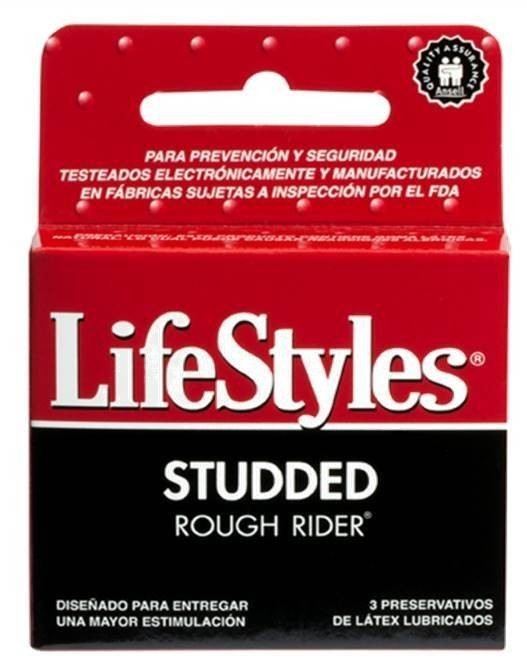 QUALITY ASSURANCE
Ansell
PARA PREVENCIÓN Y SEGURIDAD
TESTEADOS ELECTRÓNICAMENTE Y MANUFACTURADOS
EN FÁBRICAS SUJETAS A INSPECCIÓN POR EL FDA
LifeStyles®
STUDDED
ROUGH RIDER®
DISEÑADO PARA ENTREGAR
UNA MAYOR ESTIMULACIÓN
3 PRESERVATIVOS
DE LÁTEX LUBRICADOS